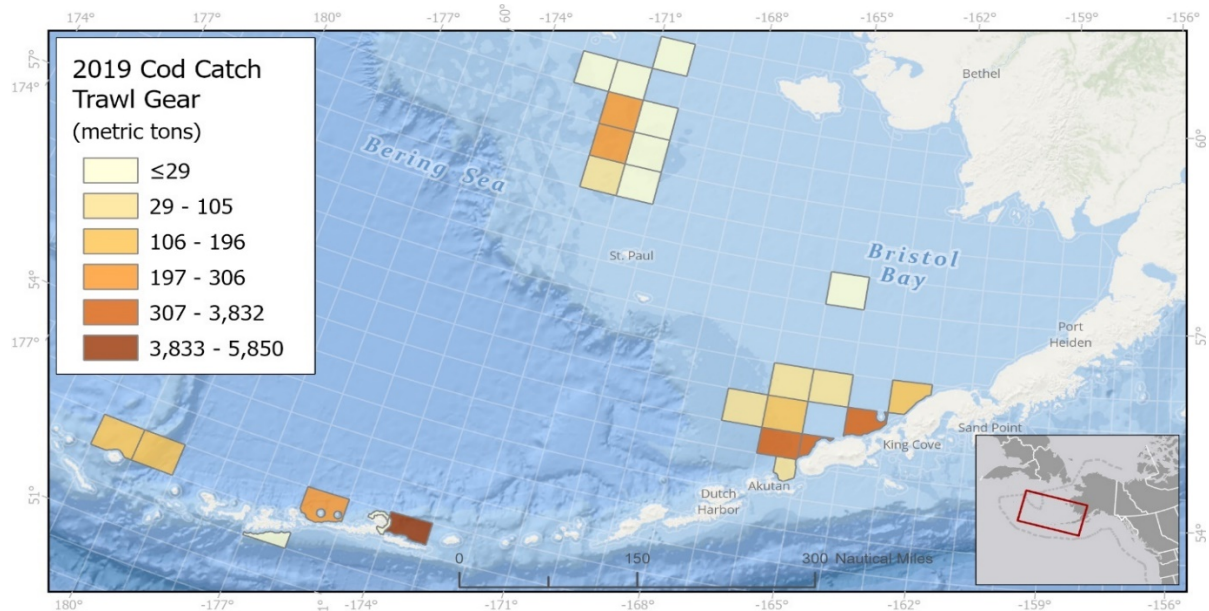 174° 177° 180° -177° -174° 60° -171° -168° -165° -162° -159° -156°
57°
174°
2019 Cod Catch
Trawl Gear
(metric tons)
≤29
29 - 105
106 - 196
197 - 306
307 - 3,832
3,833 - 5,850
Bethel
60°
Bering Sea
St. Paul
Bristol
Bay
54°
177°
Port
Heiden
57°
Sand Point
King Cove
Akutan
Dutch
Harbor
51°
54°
0 150 300 Nautical Miles
180° -177° -174° -171° -168° -165° -162° -159° -156°